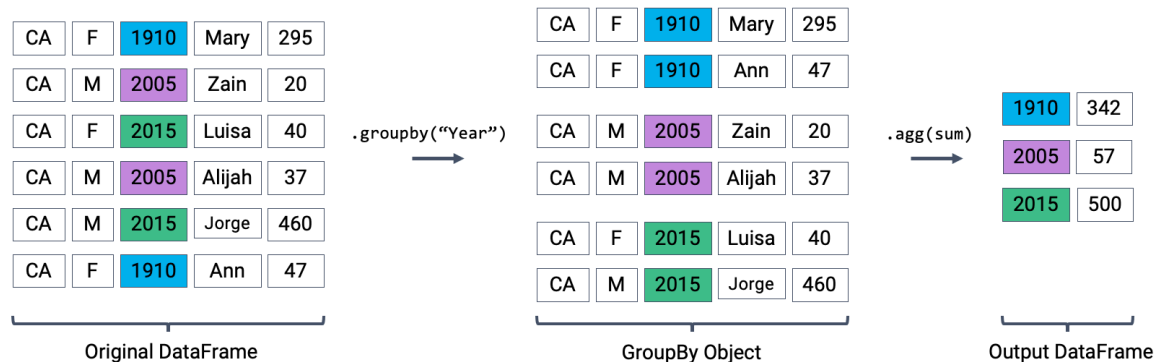 CA F 1910 Mary 295
CA M 2005 Zain 20
CA F 2015 Luisa 40
CA M 2005 Alijah 37
CA M 2015 Jorge 460
CA F 1910 Ann 47
Original DataFrame
.groupby(“Year”)
CA F 1910 Mary 295
CA F 1910 Ann 47
CA M 2005 Zain 20
CA M 2005 Alijah 37
CA F 2015 Luisa 40
CA M 2015 Jorge 460
GroupBy Object
.agg(sum)
1910 342
2005 57
2015 500
Output DataFrame